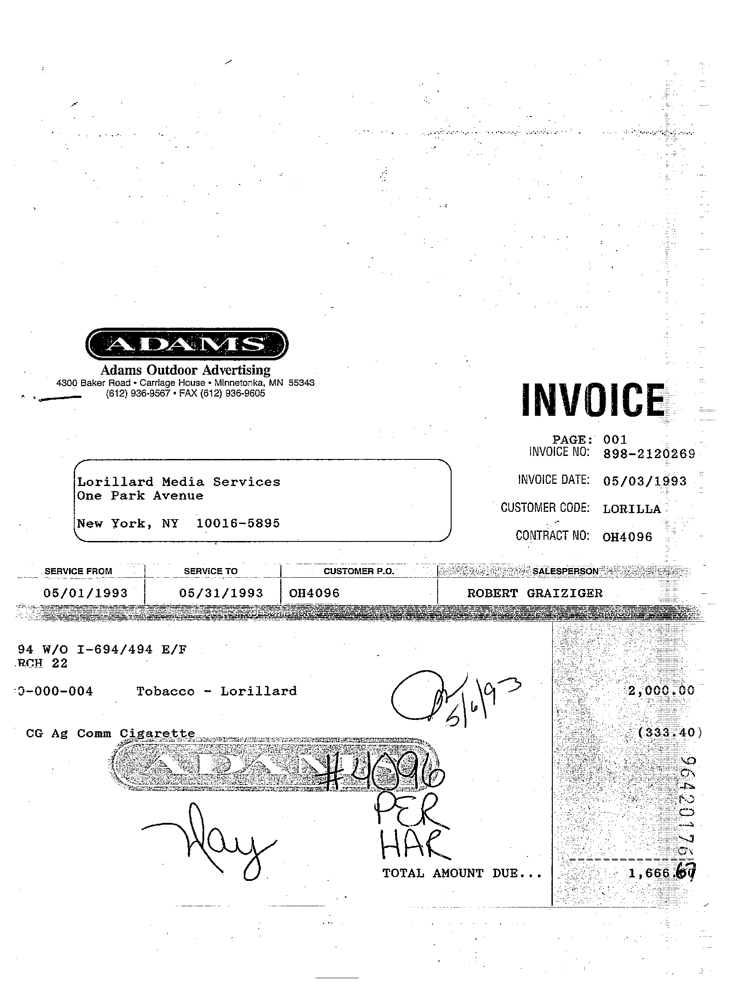 ADAMS
Adams Outdoor Advertising
4300 Baker Road • Carriage House • Minnetonka, MN 55343
(612) 936-9567 • FAX (612) 936-9605
INVOICE
PAGE: 001
INVOICE NO: 898-2120269
Lorillard Media Services
One Park Avenue
New York, NY 10016-5895
INVOICE DATE: 05/03/1993
CUSTOMER CODE: LORILLA
CONTRACT NO: OH4096
SERVICE FROM SERVICE TO CUSTOMER P.O. SALESPERSON
05/01/1993 05/31/1993 OH4096 ROBERT GRAIZIGER
94 W/O I-694/494 E/F
RCH 22
0-000-004 Tobacco - Lorillard 2,000.00
5/6/93
CG Ag Comm Cigarette (333.40)
ADAMS
#4096
PER
HAR
May
96420176
TOTAL AMOUNT DUE... 1,666.67